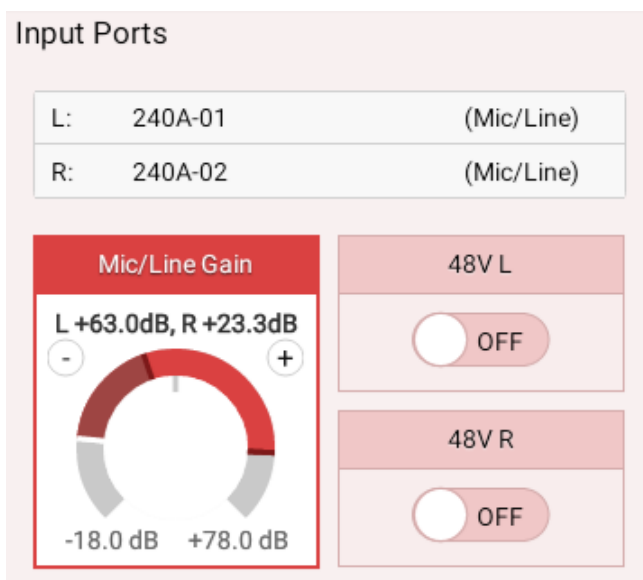 Input Ports
L: 240A-01 (Mic/Line)
R: 240A-02 (Mic/Line)
Mic/Line Gain
L +63.0dB, R +23.3dB
- +
-18.0 dB +78.0 dB
48V L
OFF
48V R
OFF